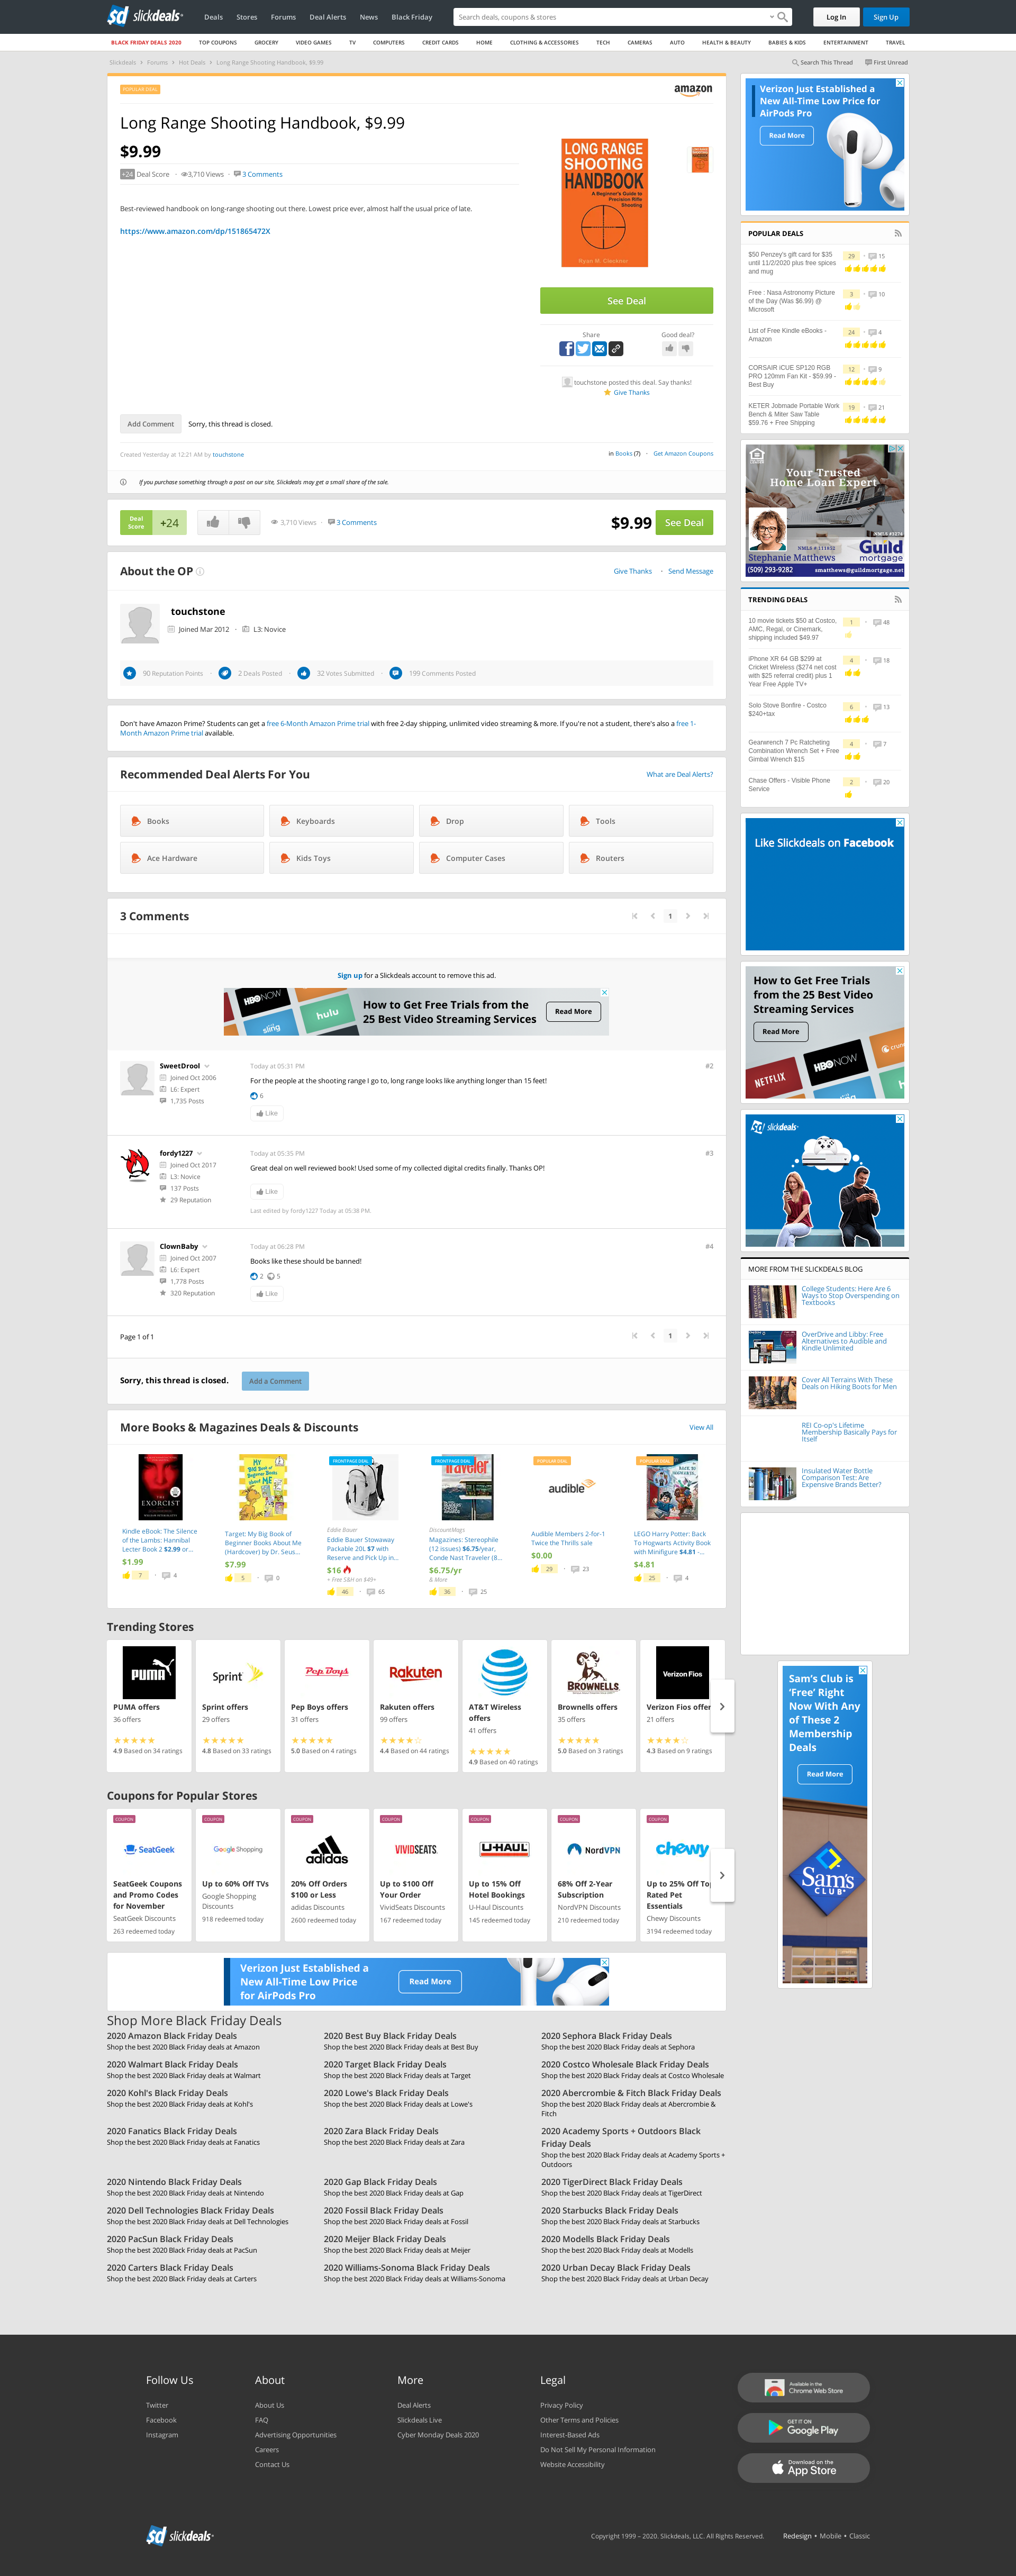 slickdeals
Deals
Stores
Forums
Deal Alerts
News
Black Friday
Search deals, coupons & stores
Log In
Sign Up
BLACK FRIDAY DEALS 2020
TOP COUPONS
GROCERY
VIDEO GAMES
TV
COMPUTERS
CREDIT CARDS
HOME
CLOTHING & ACCESSORIES
TECH
CAMERAS
AUTO
HEALTH & BEAUTY
BABIES & KIDS
ENTERTAINMENT
TRAVEL
Slickdeals
Forums
Hot Deals
Long Range Shooting Handbook, $9.99
Search This Thread
First Unread
POPULAR DEAL
amazon
Long Range Shooting Handbook, $9.99
$9.99
+24 Deal Score
3,710 Views
3 Comments
Best-reviewed handbook on long-range shooting out there. Lowest price ever, almost half the usual price of late.
https://www.amazon.com/dp/151865472X
LONG RANGE
SHOOTING
HANDBOOK
A Beginner's Guide to
Precision Rifle
Shooting
Ryan M. Cleckner
See Deal
Share
Good deal?
touchstone posted this deal. Say thanks!
Give Thanks
Add Comment
Sorry, this thread is closed.
Created Yesterday at 12:21 AM by touchstone
in Books (7)
Get Amazon Coupons
If you purchase something through a post on our site, Slickdeals may get a small share of the sale.
Deal
Score
+24
3,710 Views
3 Comments
$9.99
See Deal
About the OP
Give Thanks
Send Message
touchstone
Joined Mar 2012
L3: Novice
90 Reputation Points
2 Deals Posted
32 Votes Submitted
199 Comments Posted
Don't have Amazon Prime? Students can get a free 6-Month Amazon Prime trial with free 2-day shipping, unlimited video streaming & more. If you're not a student, there's also a free 1-
Month Amazon Prime trial available.
Recommended Deal Alerts For You
What are Deal Alerts?
Books
Keyboards
Drop
Tools
Ace Hardware
Kids Toys
Computer Cases
Routers
3 Comments
1
Sign up for a Slickdeals account to remove this ad.
HBO NOW
sling
hulu
How to Get Free Trials from the
25 Best Video Streaming Services
Read More
SweetDrool
Joined Oct 2006
L6: Expert
1,735 Posts
Today at 05:31 PM
#2
For the people at the shooting range I go to, long range looks like anything longer than 15 feet!
6
Like
fordy1227
Joined Oct 2017
L3: Novice
137 Posts
29 Reputation
Today at 05:35 PM
#3
Great deal on well reviewed book! Used some of my collected digital credits finally. Thanks OP!
Like
Last edited by fordy1227 Today at 05:38 PM.
ClownBaby
Joined Oct 2007
L6: Expert
1,778 Posts
320 Reputation
Today at 06:28 PM
#4
Books like these should be banned!
2
5
Like
Page 1 of 1
1
Sorry, this thread is closed.
Add a Comment
More Books & Magazines Deals & Discounts
View All
THE
EXORCIST
Kindle eBook: The Silence
of the Lambs: Hannibal
Lecter Book 2 $2.99 or...
$1.99
7
4
Target: My Big Book of
Beginner Books About Me
(Hardcover) by Dr. Seus...
$7.99
5
0
FRONTPAGE DEAL
Eddie Bauer
Eddie Bauer Stowaway
Packable 20L $7 with
Reserve and Pick Up in...
$16
+ Free S&H on $49+
46
65
FRONTPAGE DEAL
Traveler
DiscountMags
Magazines: Stereophile
(12 issues) $6.75/year,
Conde Nast Traveler (8...
$6.75/yr
& More
36
25
POPULAR DEAL
audible
Audible Members 2-for-1
Twice the Thrills sale
$0.00
29
23
POPULAR DEAL
LEGO Harry Potter: Back
To Hogwarts Activity Book
with Minifigure $4.81 -...
$4.81
25
4
Trending Stores
PUMA
PUMA offers
36 offers
4.9 Based on 34 ratings
Sprint
Sprint offers
29 offers
4.8 Based on 33 ratings
Pep Boys
Pep Boys offers
31 offers
5.0 Based on 4 ratings
Rakuten
Rakuten offers
99 offers
4.4 Based on 44 ratings
AT&T Wireless
offers
41 offers
4.9 Based on 40 ratings
BROWNELLS
Brownells offers
35 offers
5.0 Based on 3 ratings
Verizon Fios
Verizon Fios offer
21 offers
4.3 Based on 9 ratings
Coupons for Popular Stores
COUPON
SeatGeek
SeatGeek Coupons
and Promo Codes
for November
SeatGeek Discounts
263 redeemed today
COUPON
Google Shopping
Up to 60% Off TVs
Google Shopping
Discounts
918 redeemed today
COUPON
adidas
20% Off Orders
$100 or Less
adidas Discounts
2600 redeemed today
COUPON
VIVIDSEATS
Up to $100 Off
Your Order
VividSeats Discounts
167 redeemed today
COUPON
U-HAUL
Up to 15% Off
Hotel Bookings
U-Haul Discounts
145 redeemed today
COUPON
NordVPN
68% Off 2-Year
Subscription
NordVPN Discounts
210 redeemed today
COUPON
chewy
Up to 25% Off Top
Rated Pet
Essentials
Chewy Discounts
3194 redeemed today
Verizon Just Established a
New All-Time Low Price
for AirPods Pro
Read More
Shop More Black Friday Deals
2020 Amazon Black Friday Deals
Shop the best 2020 Black Friday deals at Amazon
2020 Best Buy Black Friday Deals
Shop the best 2020 Black Friday deals at Best Buy
2020 Sephora Black Friday Deals
Shop the best 2020 Black Friday deals at Sephora
2020 Walmart Black Friday Deals
Shop the best 2020 Black Friday deals at Walmart
2020 Target Black Friday Deals
Shop the best 2020 Black Friday deals at Target
2020 Costco Wholesale Black Friday Deals
Shop the best 2020 Black Friday deals at Costco Wholesale
2020 Kohl's Black Friday Deals
Shop the best 2020 Black Friday deals at Kohl's
2020 Lowe's Black Friday Deals
Shop the best 2020 Black Friday deals at Lowe's
2020 Abercrombie & Fitch Black Friday Deals
Shop the best 2020 Black Friday deals at Abercrombie &
Fitch
2020 Fanatics Black Friday Deals
Shop the best 2020 Black Friday deals at Fanatics
2020 Zara Black Friday Deals
Shop the best 2020 Black Friday deals at Zara
2020 Academy Sports + Outdoors Black
Friday Deals
Shop the best 2020 Black Friday deals at Academy Sports +
Outdoors
2020 Nintendo Black Friday Deals
Shop the best 2020 Black Friday deals at Nintendo
2020 Gap Black Friday Deals
Shop the best 2020 Black Friday deals at Gap
2020 TigerDirect Black Friday Deals
Shop the best 2020 Black Friday deals at TigerDirect
2020 Dell Technologies Black Friday Deals
Shop the best 2020 Black Friday deals at Dell Technologies
2020 Fossil Black Friday Deals
Shop the best 2020 Black Friday deals at Fossil
2020 Starbucks Black Friday Deals
Shop the best 2020 Black Friday deals at Starbucks
2020 PacSun Black Friday Deals
Shop the best 2020 Black Friday deals at PacSun
2020 Meijer Black Friday Deals
Shop the best 2020 Black Friday deals at Meijer
2020 Modells Black Friday Deals
Shop the best 2020 Black Friday deals at Modells
2020 Carters Black Friday Deals
Shop the best 2020 Black Friday deals at Carters
2020 Williams-Sonoma Black Friday Deals
Shop the best 2020 Black Friday deals at Williams-Sonoma
2020 Urban Decay Black Friday Deals
Shop the best 2020 Black Friday deals at Urban Decay
Verizon Just Established a
New All-Time Low Price for
AirPods Pro
Read More
POPULAR DEALS
$50 Penzey's gift card for $35
until 11/2/2020 plus free spices
and mug
29
15
Free : Nasa Astronomy Picture
of the Day (Was $6.99) @
Microsoft
3
10
List of Free Kindle eBooks -
Amazon
24
4
CORSAIR iCUE SP120 RGB
PRO 120mm Fan Kit - $59.99 -
Best Buy
12
9
KETER Jobmade Portable Work
Bench & Miter Saw Table
$59.76 + Free Shipping
19
21
Your Trusted
Home Loan Expert
NMLS #3274
NMLS # 111832
Stephanie Matthews
(509) 293-9282
Guild
mortgage
smatthews@guildmortgage.net
TRENDING DEALS
10 movie tickets $50 at Costco,
AMC, Regal, or Cinemark,
shipping included $49.97
1
48
iPhone XR 64 GB $299 at
Cricket Wireless ($274 net cost
with $25 referral credit) plus 1
Year Free Apple TV+
4
18
Solo Stove Bonfire - Costco
$240+tax
6
13
Gearwrench 7 Pc Ratcheting
Combination Wrench Set + Free
Gimbal Wrench $15
4
7
Chase Offers - Visible Phone
Service
2
20
Like Slickdeals on Facebook
How to Get Free Trials
from the 25 Best Video
Streaming Services
Read More
NETFLIX
HBO NOW
crunchy
sling
slickdeals
MORE FROM THE SLICKDEALS BLOG
College Students: Here Are 6
Ways to Stop Overspending on
Textbooks
OverDrive and Libby: Free
Alternatives to Audible and
Kindle Unlimited
Cover All Terrains With These
Deals on Hiking Boots for Men
REI Co-op's Lifetime
Membership Basically Pays for
Itself
Insulated Water Bottle
Comparison Test: Are
Expensive Brands Better?
Sam's Club is
'Free' Right
Now With Any
of These 2
Membership
Deals
Read More
Sam's
CLUB
Follow Us
Twitter
Facebook
Instagram
About
About Us
FAQ
Advertising Opportunities
Careers
Contact Us
More
Deal Alerts
Slickdeals Live
Cyber Monday Deals 2020
Legal
Privacy Policy
Other Terms and Policies
Interest-Based Ads
Do Not Sell My Personal Information
Website Accessibility
Available in the
Chrome Web Store
GET IT ON
Google Play
Download on the
App Store
slickdeals
Copyright 1999 – 2020. Slickdeals, LLC. All Rights Reserved.
Redesign • Mobile • Classic